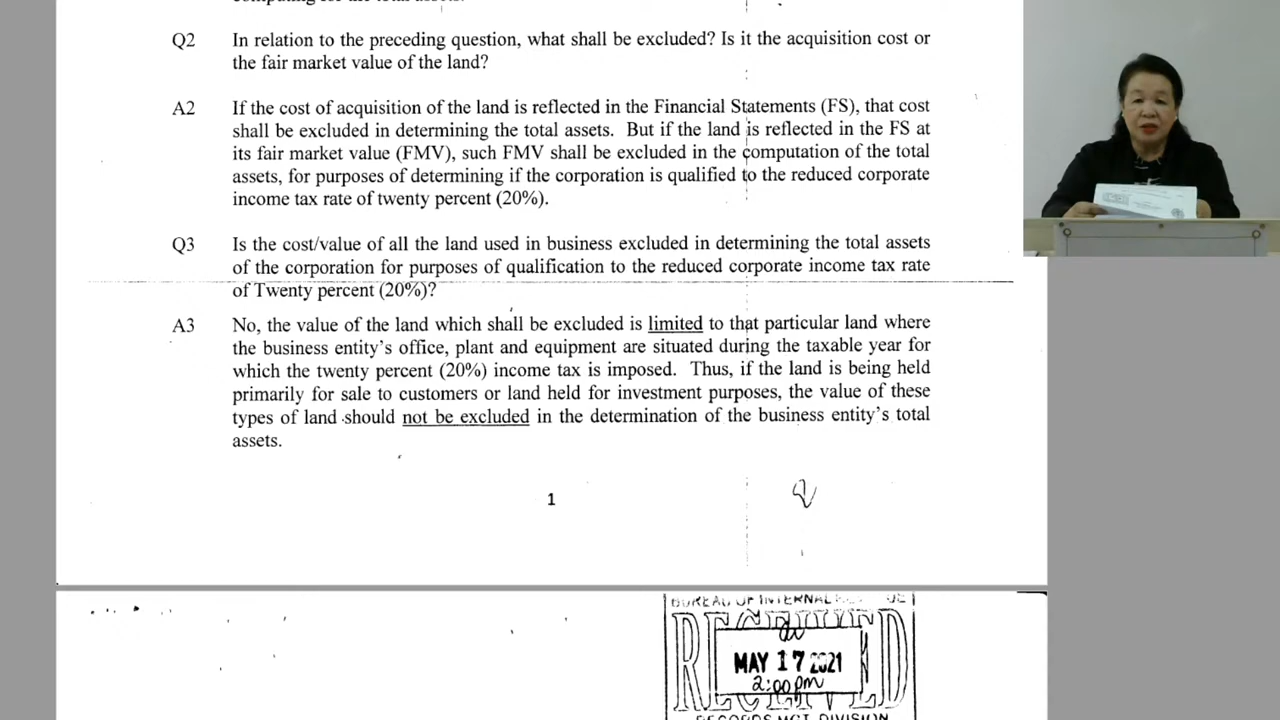 Q2 In relation to the preceding question, what shall be excluded? Is it the acquisition cost or
the fair market value of the land?
A2 If the cost of acquisition of the land is reflected in the Financial Statements (FS), that cost
shall be excluded in determining the total assets. But if the land is reflected in the FS at
its fair market value (FMV), such FMV shall be excluded in the computation of the total
assets, for purposes of determining if the corporation is qualified to the reduced corporate
income tax rate of twenty percent (20%).
Q3 Is the cost/value of all the land used in business excluded in determining the total assets
of the corporation for purposes of qualification to the reduced corporate income tax rate
of Twenty percent (20%)?
A3 No, the value of the land which shall be excluded is limited to that particular land where
the business entity's office, plant and equipment are situated during the taxable year for
which the twenty percent (20%) income tax is imposed. Thus, if the land is being held
primarily for sale to customers or land held for investment purposes, the value of these
types of land should not be excluded in the determination of the business entity's total
assets.
1
BUREAU OF INTERNAL
RECEIVED
MAY 17 2021
2:00 pm
RECORDS MGT. DIVISION